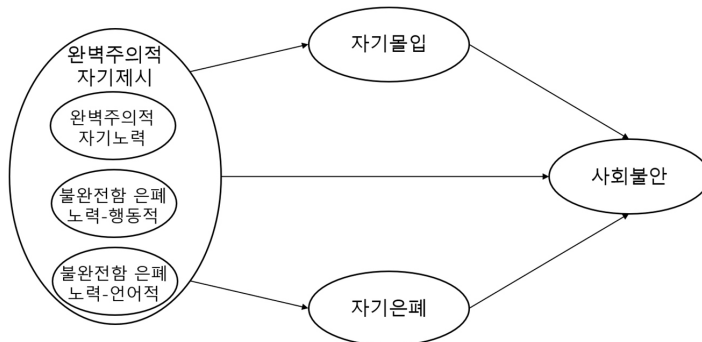 완벽주의적
자기제시
완벽주의적
자기노력
불완전함 은폐
노력-행동적
불완전함 은폐
노력-언어적
자기몰입
자기은폐
사회불안